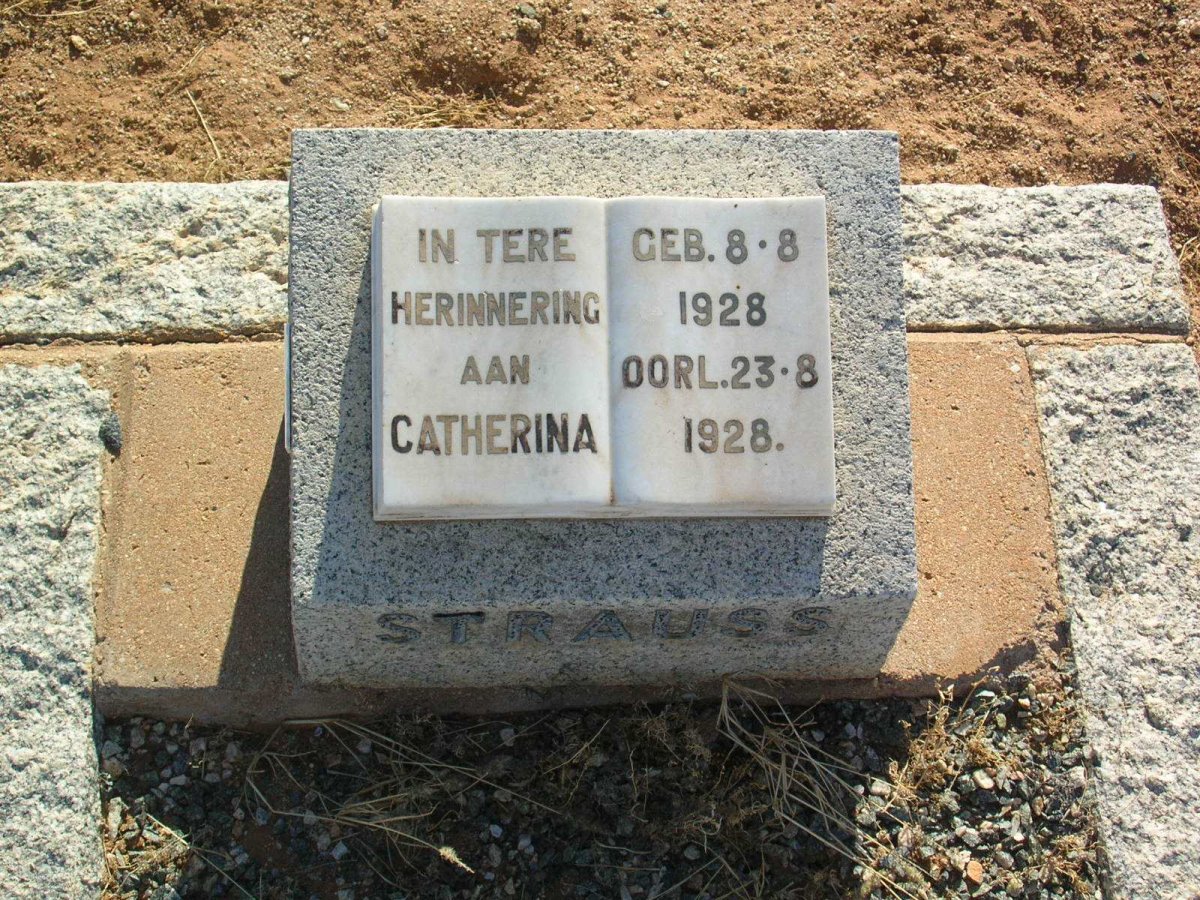 IN TERE
HERINNERING
AAN
CATHERINA
GEB. 8·8
1928
OORL. 23·8
1928.
STRAUSS